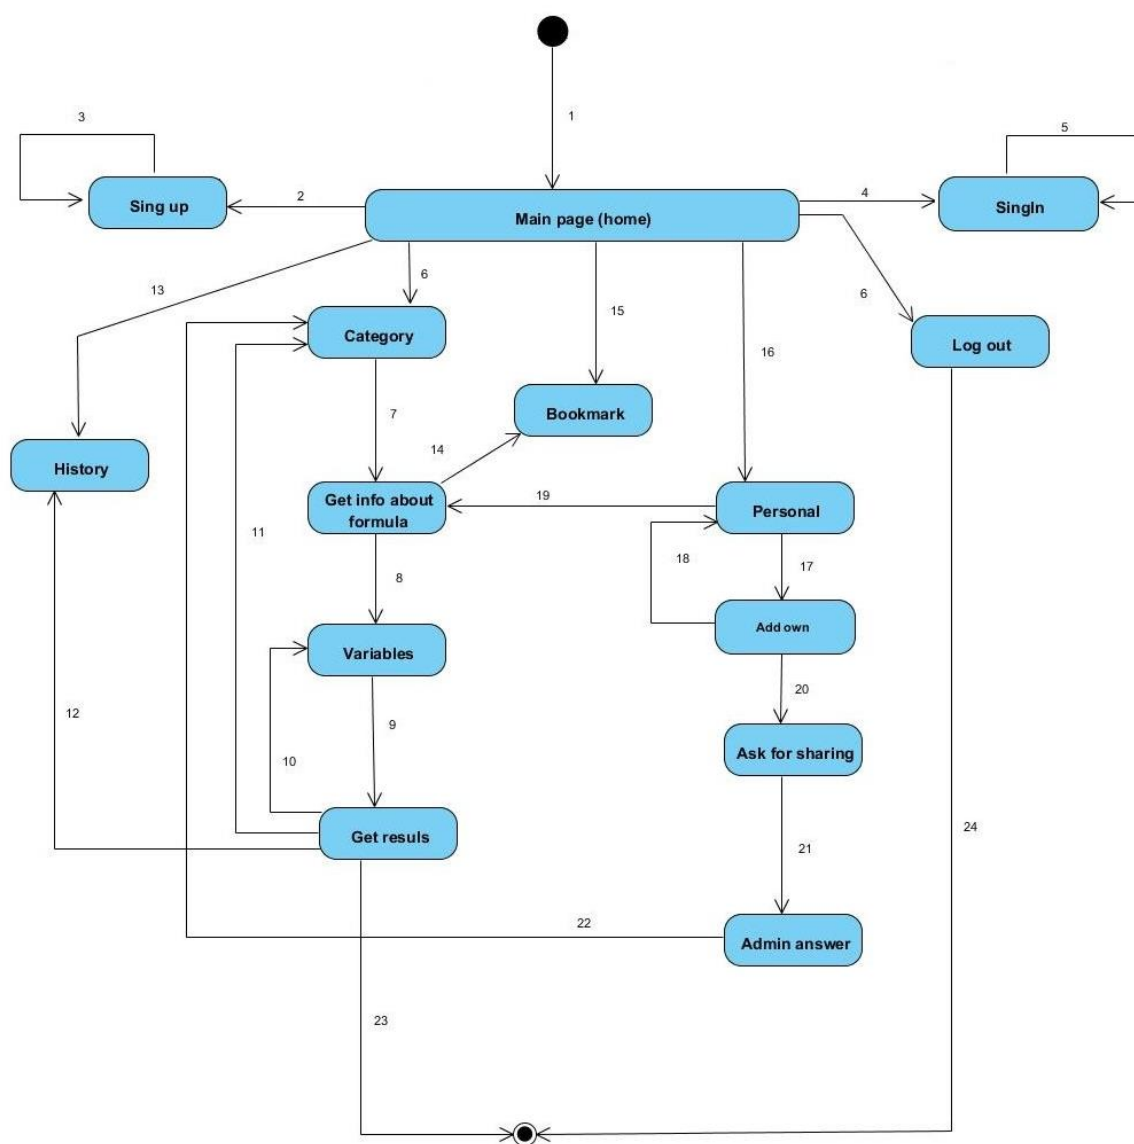 1
3
5
Sing up
2
Main page (home)
4
SingIn
13
6
15
16
6
Category
Log out
7
Bookmark
14
History
Get info about
formula
19
Personal
11
18
17
8
Add own
Variables
20
12
9
10
Ask for sharing
Get resuls
24
21
22
Admin answer
23